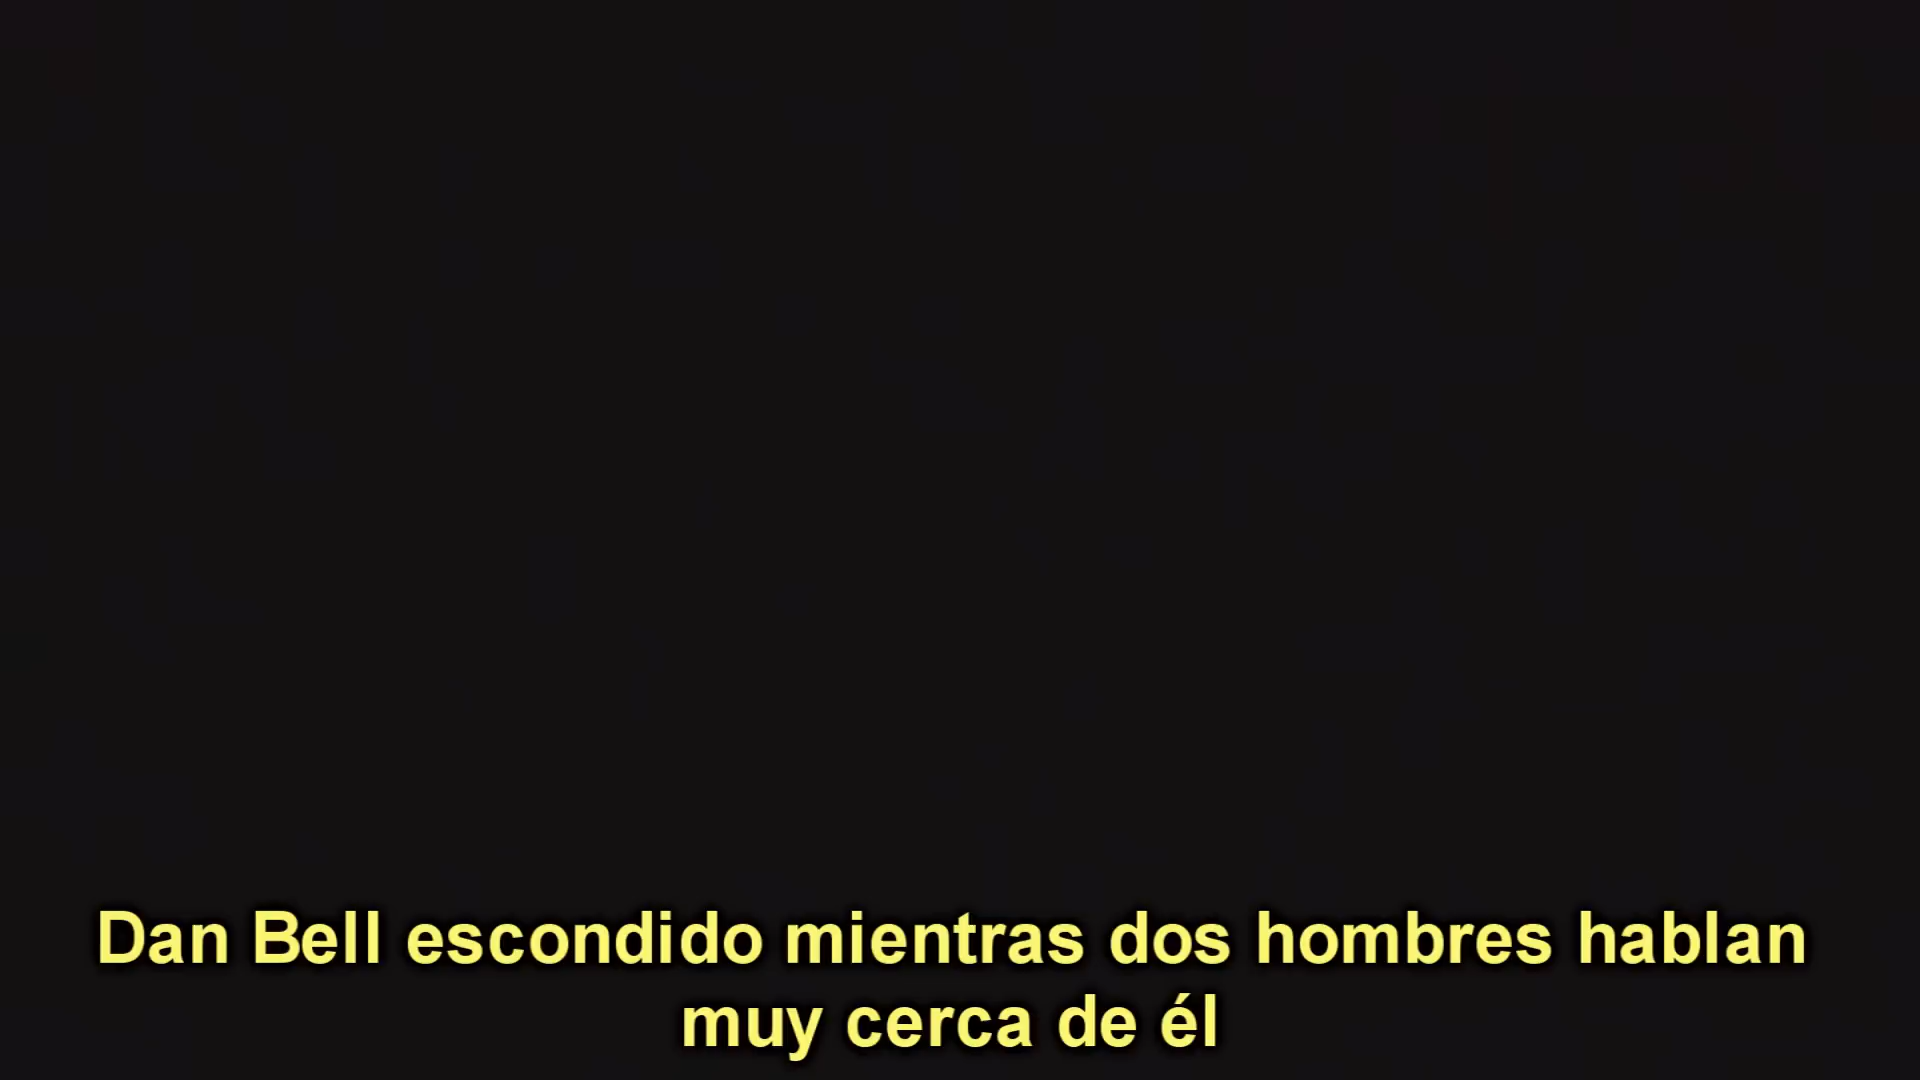 Dan Bell escondido mientras dos hombres hablan
muy cerca de él